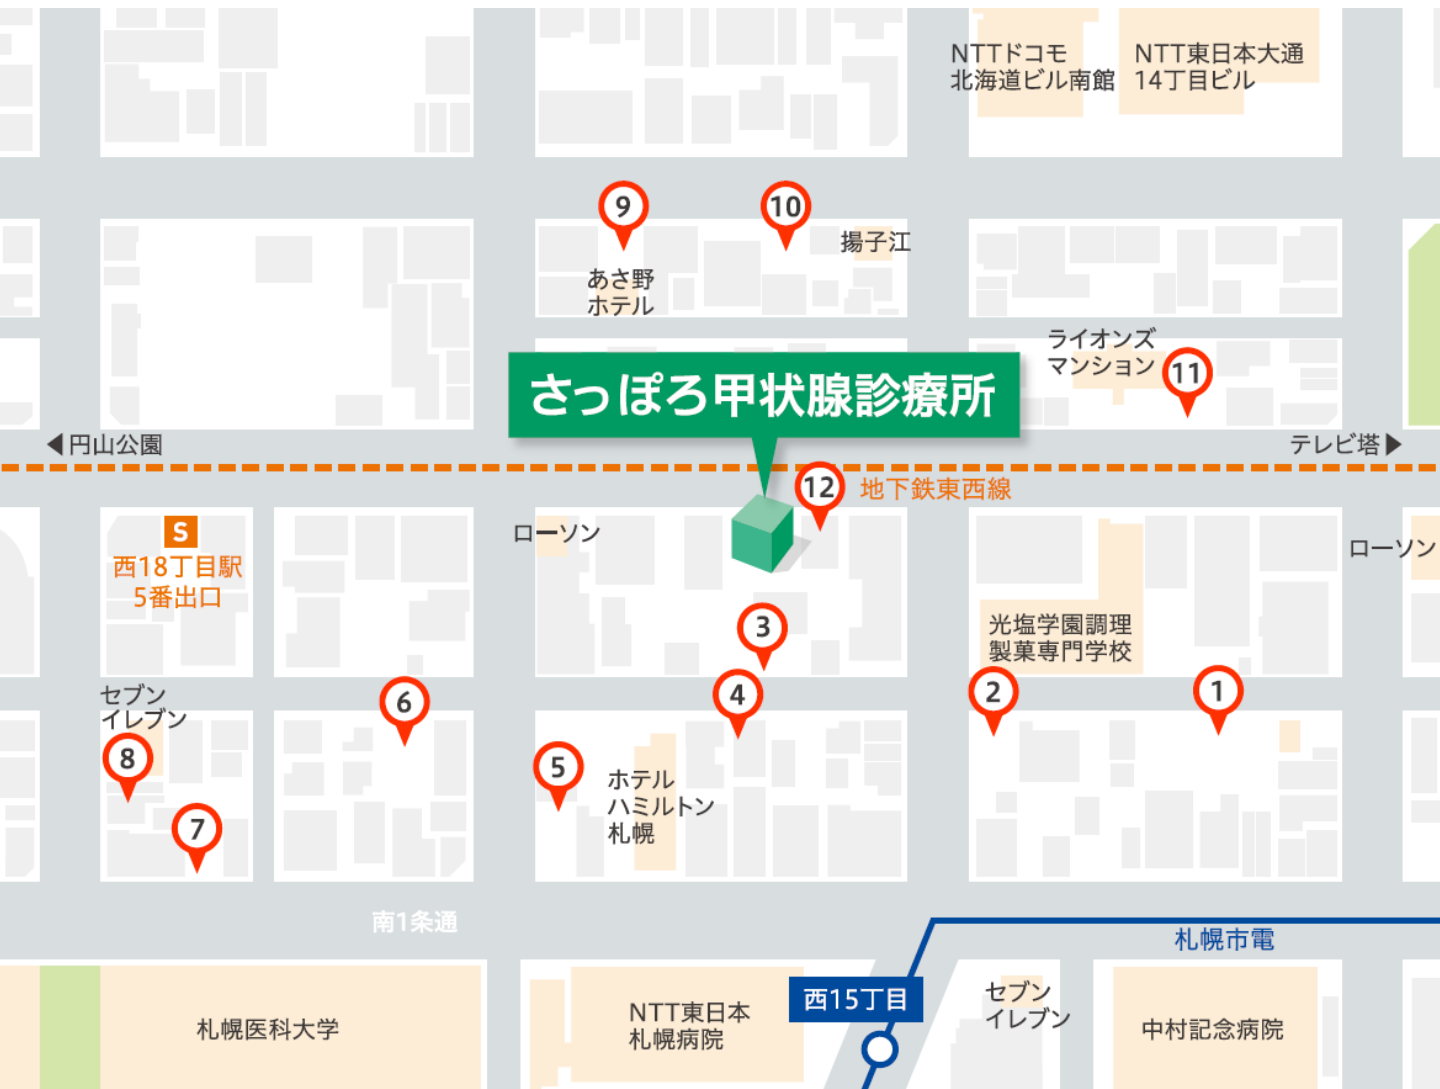 NTTドコモ
北海道ビル南館
NTT東日本大通
14丁目ビル
9
10
揚子江
あさ野
ホテル
ライオンズ
マンション
11
さっぽろ甲状腺診療所
円山公園
テレビ塔
12
地下鉄東西線
S
西18丁目駅
5番出口
ローソン
ローソン
3
光塩学園調理
製菓専門学校
セブン
イレブン
6
4
2
1
8
5
ホテル
ハミルトン
札幌
7
南1条通
札幌市電
西15丁目
セブン
イレブン
札幌医科大学
NTT東日本
札幌病院
中村記念病院